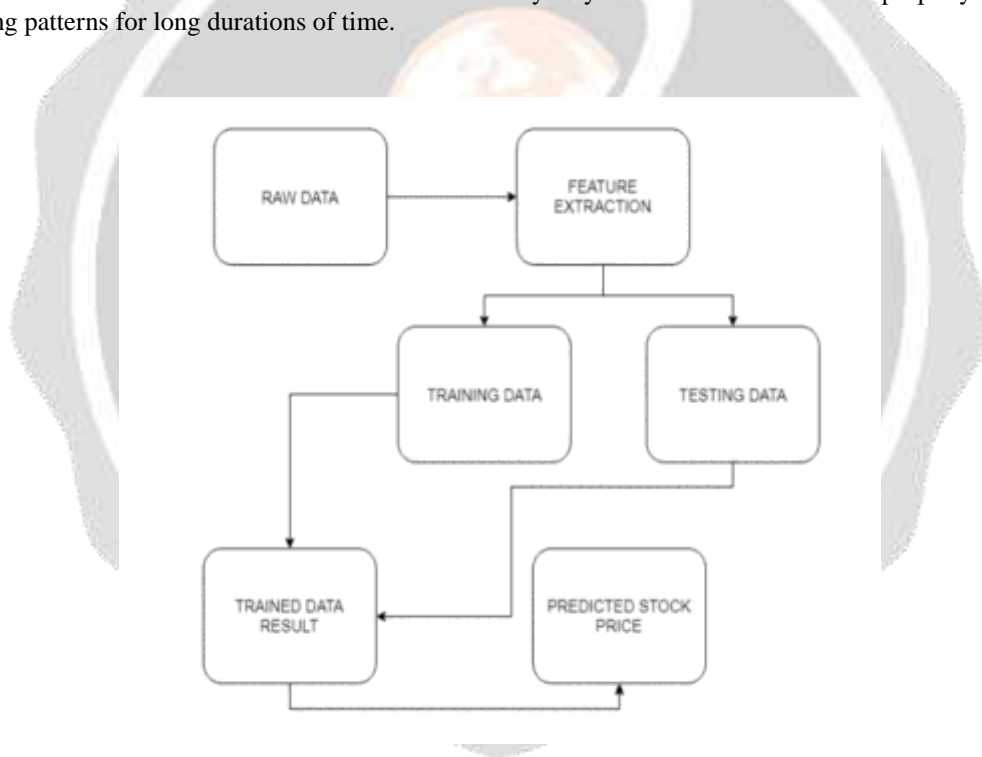 ng patterns for long durations of time.
RAW DATA
FEATURE
EXTRACTION
TRAINING DATA
TESTING DATA
TRAINED DATA
RESULT
PREDICTED STOCK
PRICE